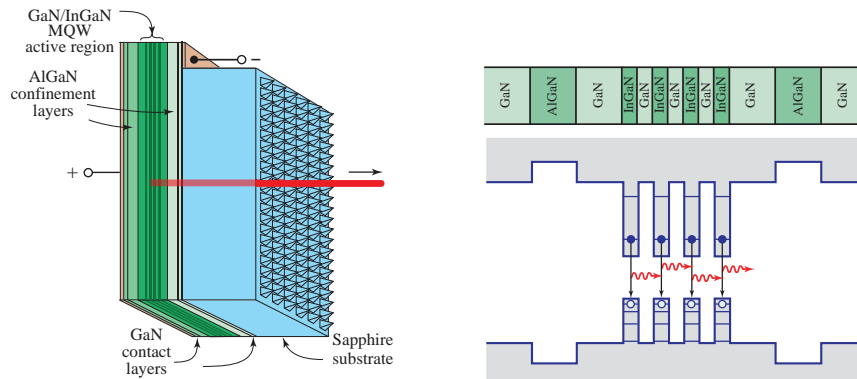 GaN/InGaN
MQW
active region
AlGaN
confinement
layers
+
−
GaN
contact
layers
Sapphire
substrate
GaN
AlGaN
GaN
InGaN
GaN
InGaN
GaN
InGaN
GaN
InGaN
GaN
AlGaN
GaN